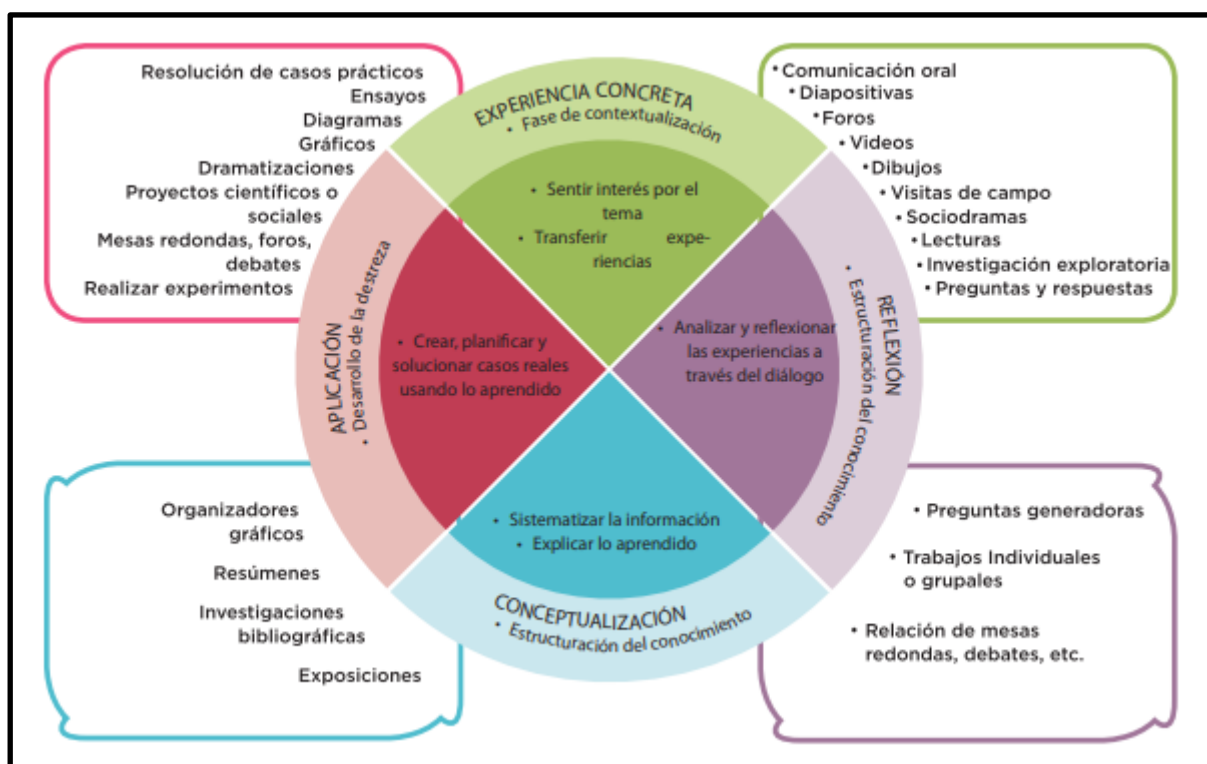 Resolución de casos prácticos
Ensayos
Diagramas
Gráficos
Dramatizaciones
Proyectos científicos o
sociales
Mesas redondas, foros,
debates
Realizar experimentos
EXPERIENCIA CONCRETA
• Fase de contextualización
• Sentir interés por el
tema
• Transferir expe-
riencias
• Comunicación oral
• Diapositivas
• Foros
• Videos
• Dibujos
• Visitas de campo
• Sociodramas
• Lecturas
• Investigación exploratoria
• Preguntas y respuestas
APLICACIÓN
• Desarrollo de la destreza
• Crear, planificar y
solucionar casos reales
usando lo aprendido
• Analizar y reflexionar
las experiencias a
través del diálogo
REFLEXIÓN
• Estructuración del conocimiento
Organizadores
gráficos
Resúmenes
Investigaciones
bibliográficas
Exposiciones
• Sistematizar la información
• Explicar lo aprendido
CONCEPTUALIZACIÓN
• Estructuración del conocimiento
• Preguntas generadoras
• Trabajos Individuales
o grupales
• Relación de mesas
redondas, debates, etc.